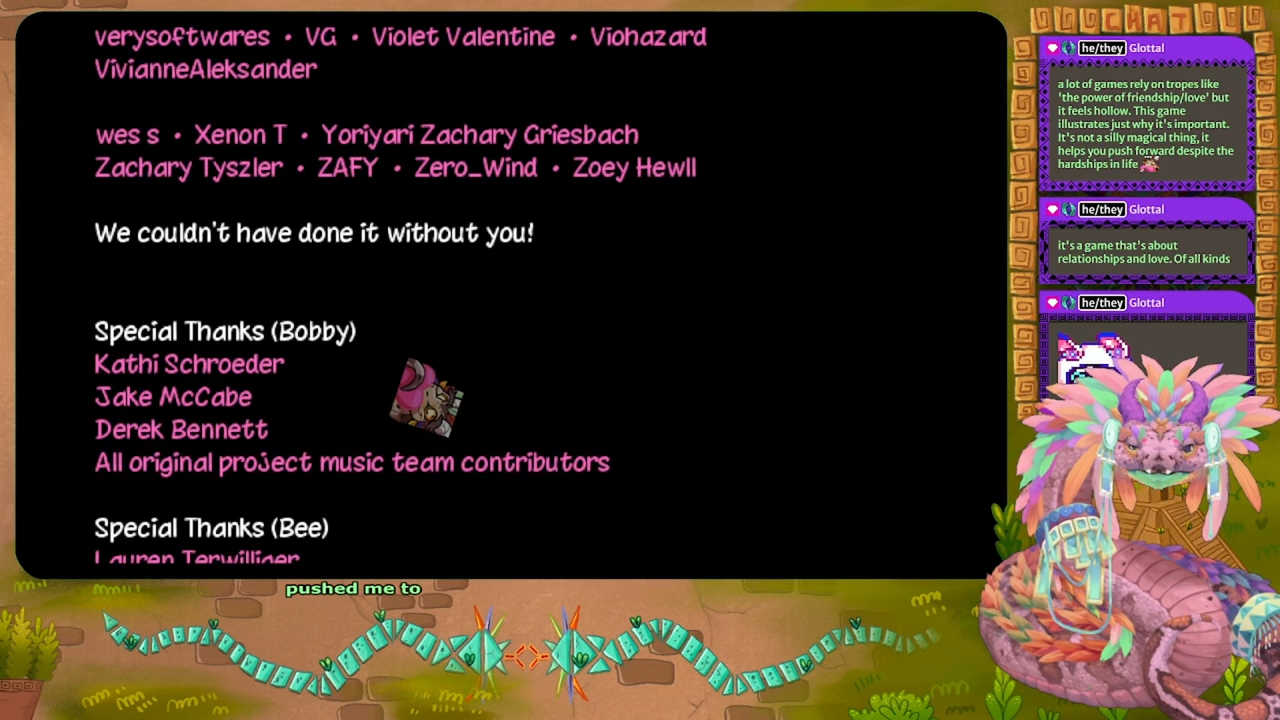 verysoftwares • VG • Violet Valentine • Viohazard
VivianneAleksander
wes s • Xenon T • Yoriyari Zachary Griesbach
Zachary Tyszler • ZAFY • Zero_Wind • Zoey Hewll
We couldn't have done it without you!
Special Thanks (Bobby)
Kathi Schroeder
Jake McCabe
Derek Bennett
All original project music team contributors
Special Thanks (Bee)
Lauren Terwilliger
pushed me to
CHAT
he/they Glottal
a lot of games rely on tropes like
'the power of friendship/love' but
it feels hollow. This game
illustrates just why it's important.
It's not a silly magical thing, it
helps you push forward despite the
hardships in life
he/they Glottal
it's a game that's about
relationships and love. Of all kinds
he/they Glottal